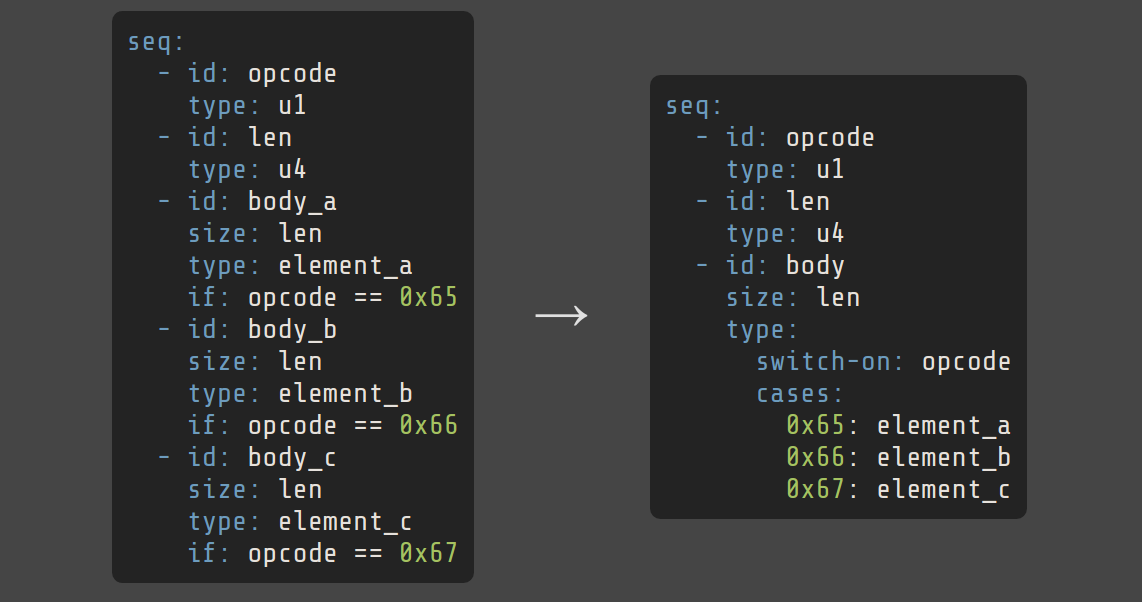 seq:
  - id: opcode
    type: u1
  - id: len
    type: u4
  - id: body_a
    size: len
    type: element_a
    if: opcode == 0x65
  - id: body_b
    size: len
    type: element_b
    if: opcode == 0x66
  - id: body_c
    size: len
    type: element_c
    if: opcode == 0x67
→
seq:
  - id: opcode
    type: u1
  - id: len
    type: u4
  - id: body
    size: len
    type:
      switch-on: opcode
      cases:
        0x65: element_a
        0x66: element_b
        0x67: element_c